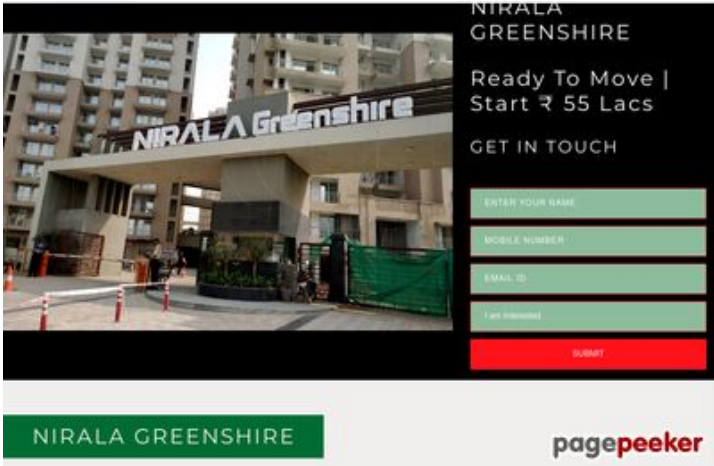 NIRALA
GREENSHIRE
Ready To Move |
Start ₹ 55 Lacs
GET IN TOUCH
NIRALA Greenshire
ENTER YOUR NAME
MOBILE NUMBER
EMAIL ID
I am Interested
SUBMIT
NIRALA GREENSHIRE
pagepeeker